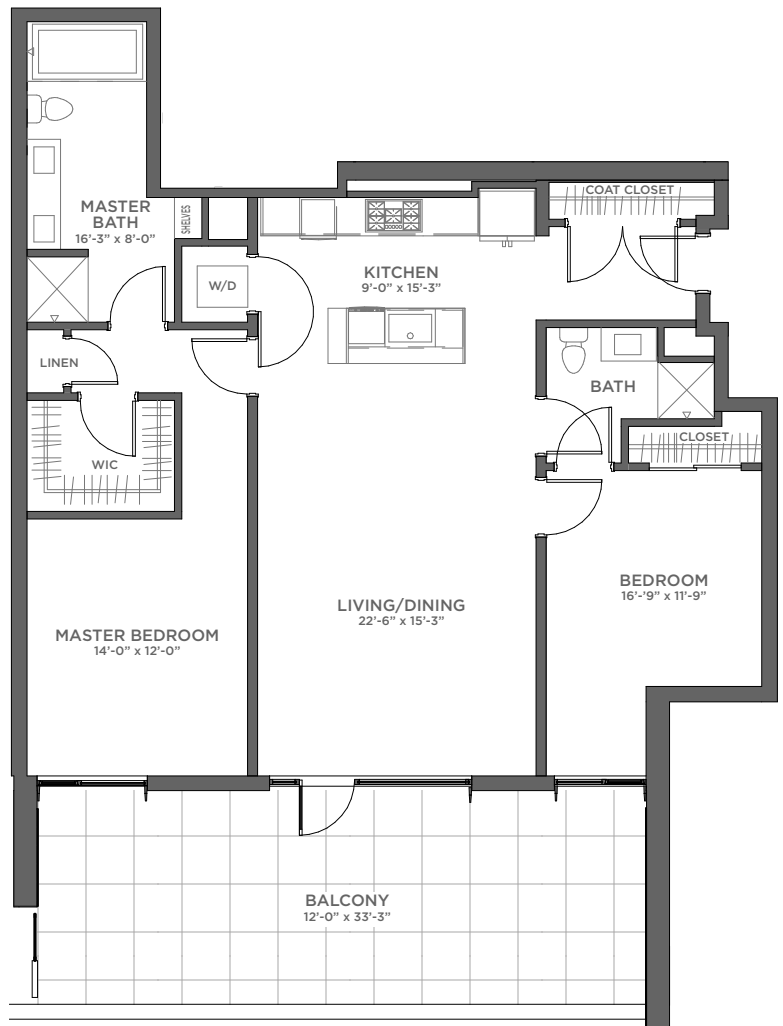 COAT CLOSET
MASTER
BATH
16'-3” x 8'-0”
SHELVES
KITCHEN
9'-0” x 15'-3”
W/D
LINEN
BATH
WIC
CLOSET
BEDROOM
16'-'9” x 11'-9”
LIVING/DINING
22'-6” x 15'-3”
MASTER BEDROOM
14'-0” x 12'-0”
BALCONY
12'-0” x 33'-3”